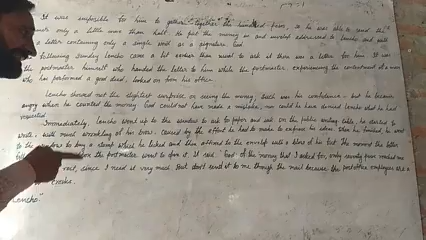 It was impossible for him to gather together the hundred pesos, so he was able to send the
farmer only a little more than half. He put the money in an envelope addressed to Lencho and with
a letter containing only a single word as a signature: God.
The following Sunday Lencho came a bit earlier than usual to ask if there was a letter for him. It was
the postman himself who handed the letter to him while the postmaster, experiencing the contentment of a man
who has performed a good deed, looked on from his office.
Lencho showed not the slightest surprise on seeing the money; such was his confidence - but he became
angry when he counted the money. God could not have made a mistake, nor could he have denied Lencho what he had
requested.
Immediately, Lencho went up to the window to ask for paper and ink. On the public writing table, he started to
write, with much wrinkling of his brow, caused by the effort he had to make to express his ideas. When he finished, he went
to the window to buy a stamp which he licked and then affixed to the envelope with a blow of his fist. The moment the letter
the postmaster went to open it. It said: "God: Of the money that I asked for, only seventy pesos reached me
rest, since I need it very much. But don't send it to me through the mail because the post office employees are a
crooks.
Lencho."